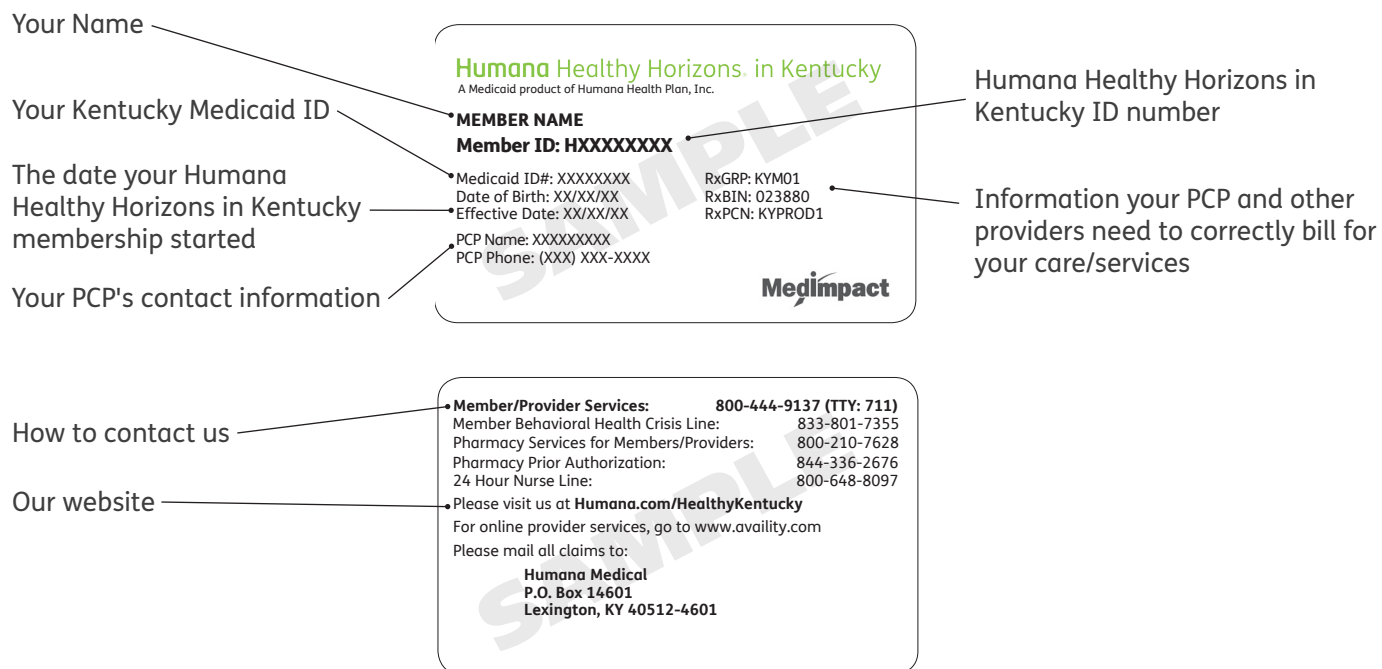 Your Name
Your Kentucky Medicaid ID
The date your Humana
Healthy Horizons in Kentucky
membership started
Your PCP's contact information
Humana Healthy Horizons® in Kentucky
A Medicaid product of Humana Health Plan, Inc.
MEMBER NAME
Member ID: HXXXXXXXX
Medicaid ID#: XXXXXXXX
Date of Birth: XX/XX/XX
Effective Date: XX/XX/XX
PCP Name: XXXXXXXXX
PCP Phone: (XXX) XXX-XXXX
RxGRP: KYM01
RxBIN: 023880
RxPCN: KYPROD1
MedImpact
SAMPLE
Humana Healthy Horizons in
Kentucky ID number
Information your PCP and other
providers need to correctly bill for
your care/services
How to contact us
Our website
Member/Provider Services: 800-444-9137 (TTY: 711)
Member Behavioral Health Crisis Line: 833-801-7355
Pharmacy Services for Members/Providers: 800-210-7628
Pharmacy Prior Authorization: 844-336-2676
24 Hour Nurse Line: 800-648-8097
Please visit us at Humana.com/HealthyKentucky
For online provider services, go to www.availity.com
Please mail all claims to:
Humana Medical
P.O. Box 14601
Lexington, KY 40512-4601
SAMPLE